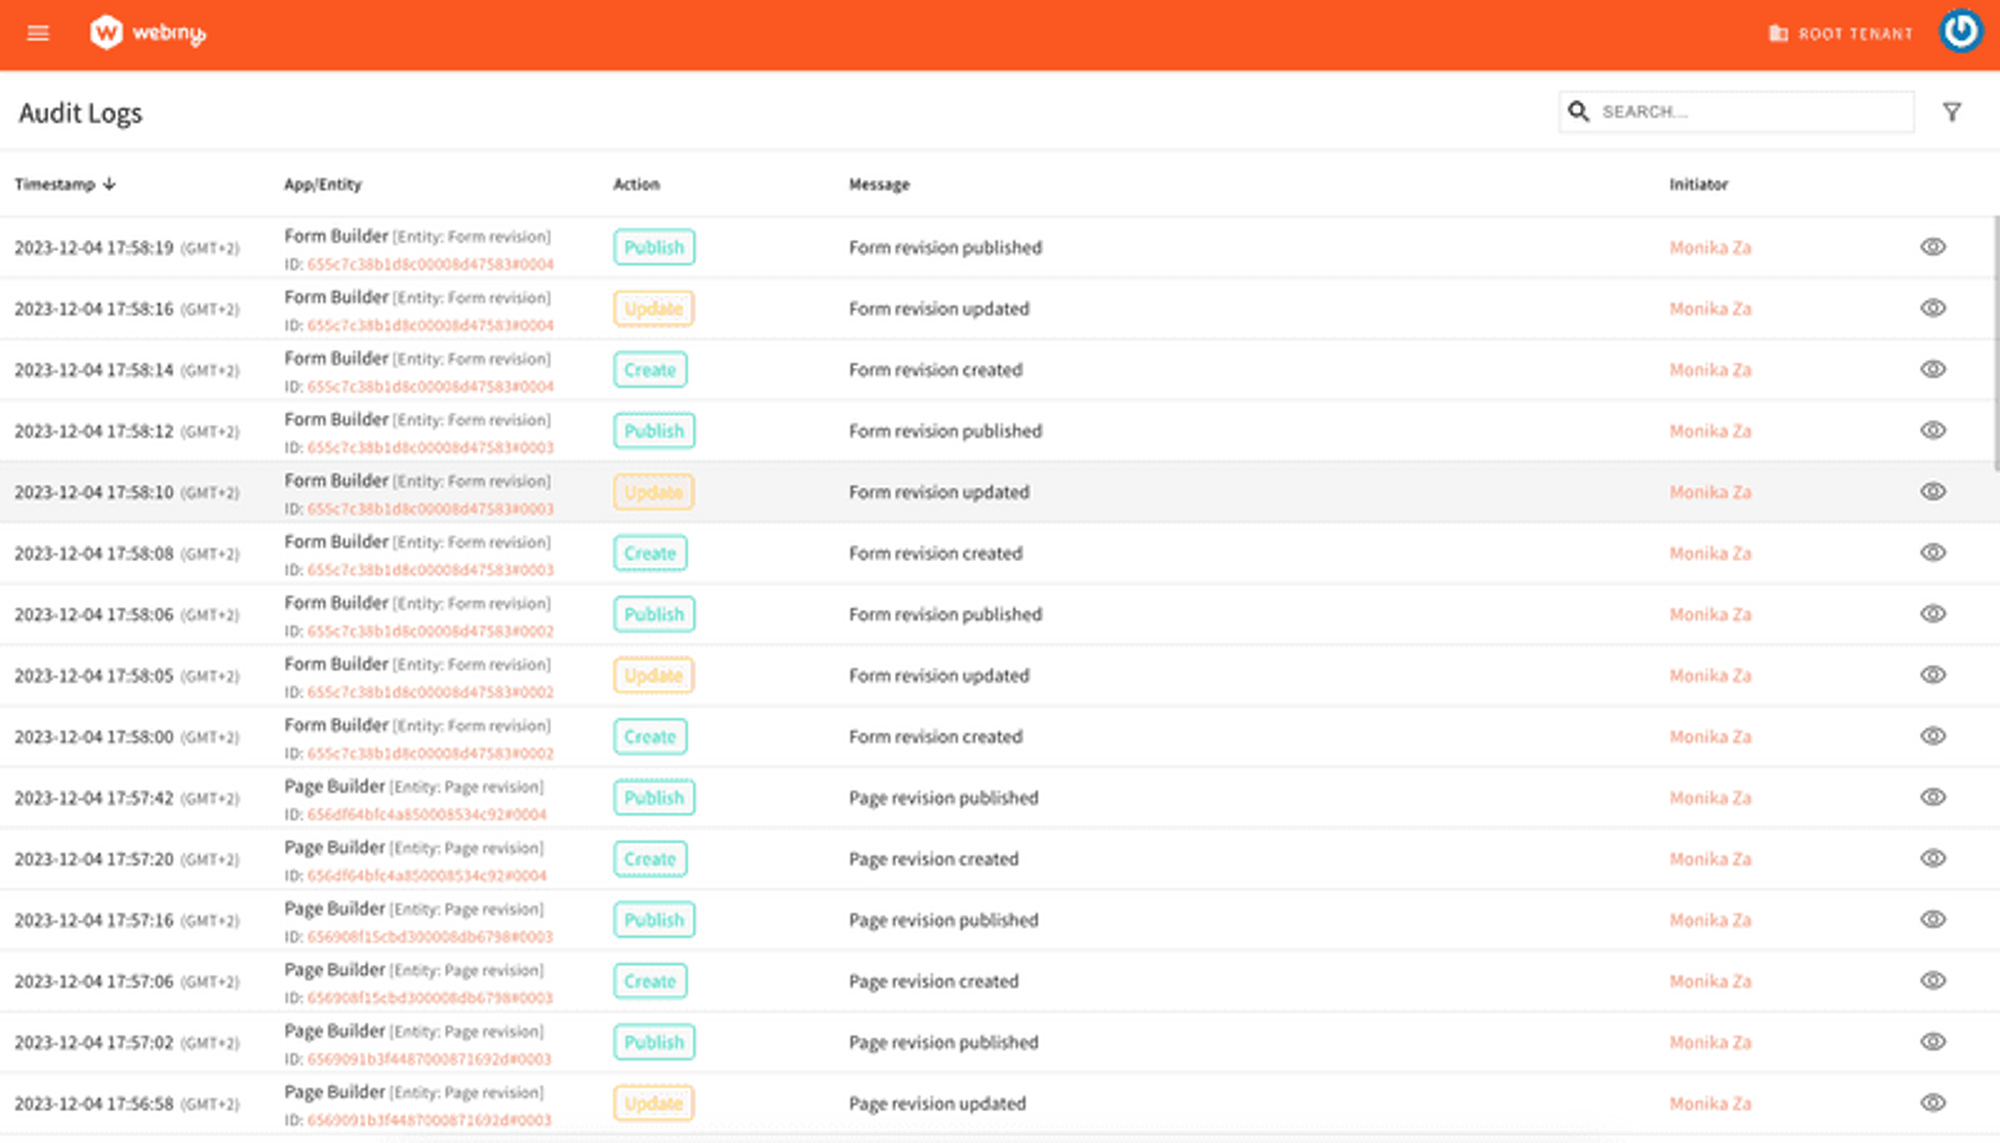 webiny
ROOT TENANT
Audit Logs
SEARCH...
Timestamp App/Entity Action Message Initiator
2023-12-04 17:58:19 (GMT+2) Form Builder [Entity: Form revision] Publish Form revision published Monika Za
ID: 655c7c38b1d8c00008d47583#0004
2023-12-04 17:58:16 (GMT+2) Form Builder [Entity: Form revision] Update Form revision updated Monika Za
ID: 655c7c38b1d8c00008d47583#0004
2023-12-04 17:58:14 (GMT+2) Form Builder [Entity: Form revision] Create Form revision created Monika Za
ID: 655c7c38b1d8c00008d47583#0004
2023-12-04 17:58:12 (GMT+2) Form Builder [Entity: Form revision] Publish Form revision published Monika Za
ID: 655c7c38b1d8c00008d47583#0003
2023-12-04 17:58:10 (GMT+2) Form Builder [Entity: Form revision] Update Form revision updated Monika Za
ID: 655c7c38b1d8c00008d47583#0003
2023-12-04 17:58:08 (GMT+2) Form Builder [Entity: Form revision] Create Form revision created Monika Za
ID: 655c7c38b1d8c00008d47583#0003
2023-12-04 17:58:06 (GMT+2) Form Builder [Entity: Form revision] Publish Form revision published Monika Za
ID: 655c7c38b1d8c00008d47583#0002
2023-12-04 17:58:05 (GMT+2) Form Builder [Entity: Form revision] Update Form revision updated Monika Za
ID: 655c7c38b1d8c00008d47583#0002
2023-12-04 17:58:00 (GMT+2) Form Builder [Entity: Form revision] Create Form revision created Monika Za
ID: 655c7c38b1d8c00008d47583#0002
2023-12-04 17:57:42 (GMT+2) Page Builder [Entity: Page revision] Publish Page revision published Monika Za
ID: 656df64bfc4a850008534c92#0004
2023-12-04 17:57:20 (GMT+2) Page Builder [Entity: Page revision] Create Page revision created Monika Za
ID: 656df64bfc4a850008534c92#0004
2023-12-04 17:57:16 (GMT+2) Page Builder [Entity: Page revision] Publish Page revision published Monika Za
ID: 656908f15cbd300008db6798#0003
2023-12-04 17:57:06 (GMT+2) Page Builder [Entity: Page revision] Create Page revision created Monika Za
ID: 656908f15cbd300008db6798#0003
2023-12-04 17:57:02 (GMT+2) Page Builder [Entity: Page revision] Publish Page revision published Monika Za
ID: 6569091b3f4487000871692d#0003
2023-12-04 17:56:58 (GMT+2) Page Builder [Entity: Page revision] Update Page revision updated Monika Za
ID: 6569091b3f4487000871692d#0003